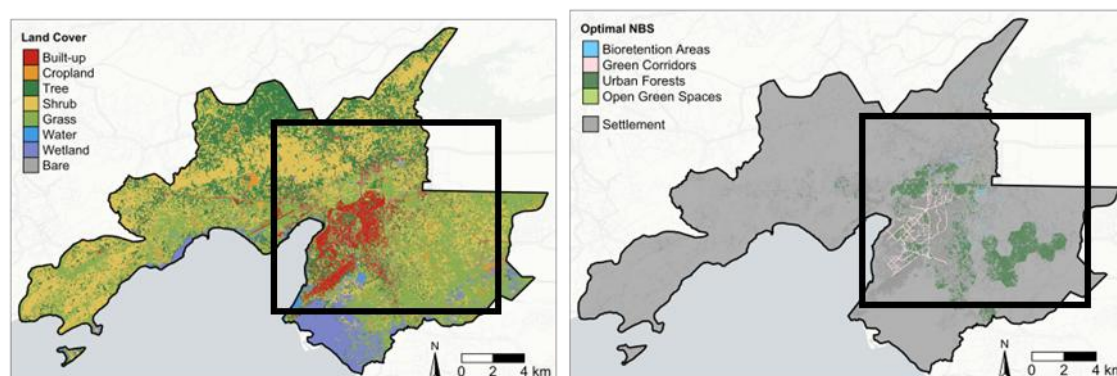 Land Cover
Built-up
Cropland
Tree
Shrub
Grass
Water
Wetland
Bare
N
0 2 4 km
Optimal NBS
Bioretention Areas
Green Corridors
Urban Forests
Open Green Spaces
Settlement
N
0 2 4 km